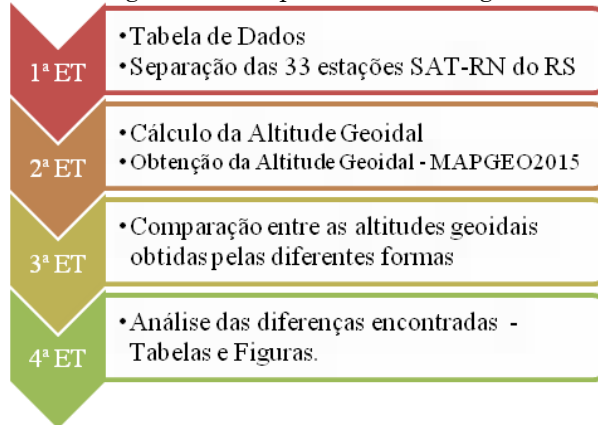 1ª ET
•Tabela de Dados
•Separação das 33 estações SAT-RN do RS
2ª ET
•Cálculo da Altitude Geoidal
•Obtenção da Altitude Geoidal - MAPGEO2015
3ª ET
•Comparação entre as altitudes geoidais
obtidas pelas diferentes formas
4ª ET
•Análise das diferenças encontradas -
Tabelas e Figuras.